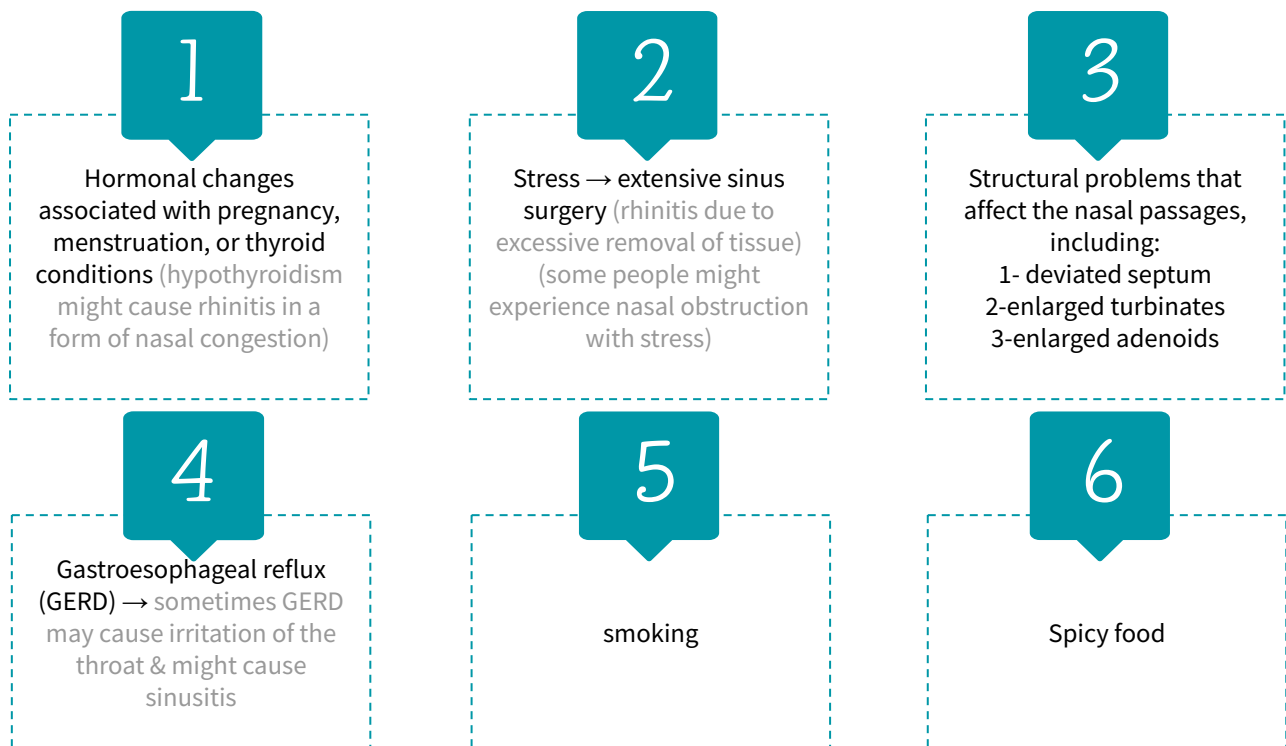 1
Hormonal changes
associated with pregnancy,
menstruation, or thyroid
conditions (hypothyroidism
might cause rhinitis in a
form of nasal congestion)
2
Stress → extensive sinus
surgery (rhinitis due to
excessive removal of tissue)
(some people might
experience nasal obstruction
with stress)
3
Structural problems that
affect the nasal passages,
including:
1- deviated septum
2-enlarged turbinates
3-enlarged adenoids
4
Gastroesophageal reflux
(GERD) → sometimes GERD
may cause irritation of the
throat & might cause
sinusitis
5
smoking
6
Spicy food